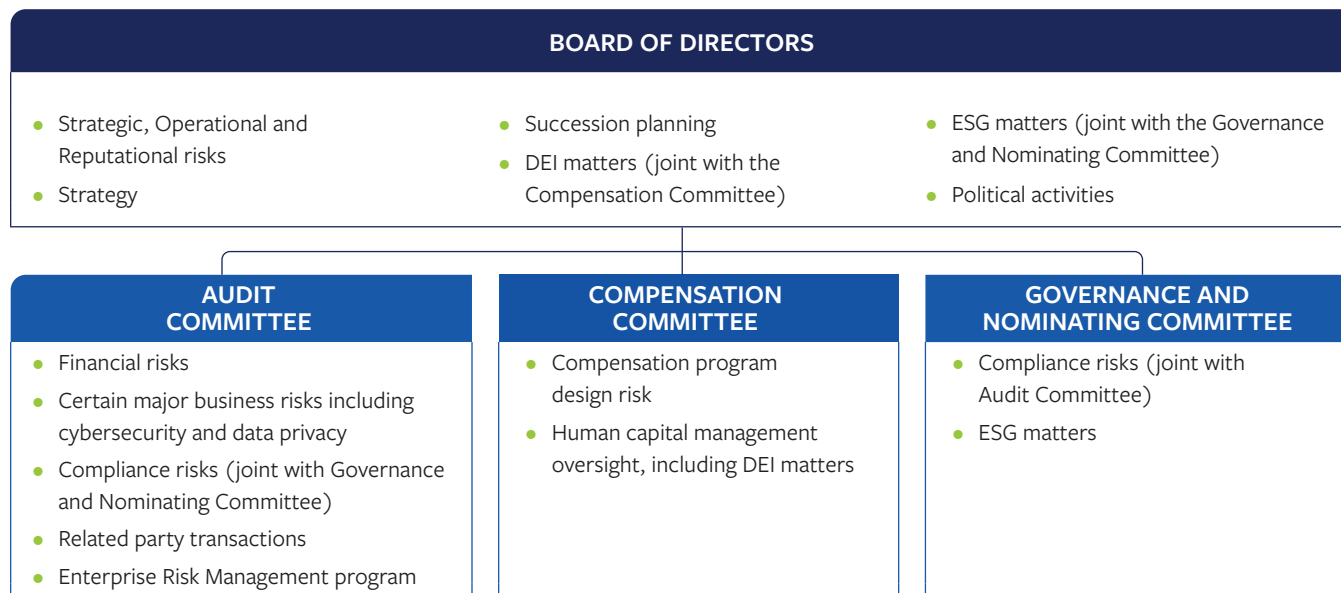 BOARD OF DIRECTORS
● Strategic, Operational and
Reputational risks
● Strategy
● Succession planning
● DEI matters (joint with the
Compensation Committee)
● ESG matters (joint with the Governance
and Nominating Committee)
● Political activities
AUDIT
COMMITTEE
● Financial risks
● Certain major business risks including
cybersecurity and data privacy
● Compliance risks (joint with Governance
and Nominating Committee)
● Related party transactions
● Enterprise Risk Management program
COMPENSATION
COMMITTEE
● Compensation program
design risk
● Human capital management
oversight, including DEI matters
GOVERNANCE AND
NOMINATING COMMITTEE
● Compliance risks (joint with
Audit Committee)
● ESG matters